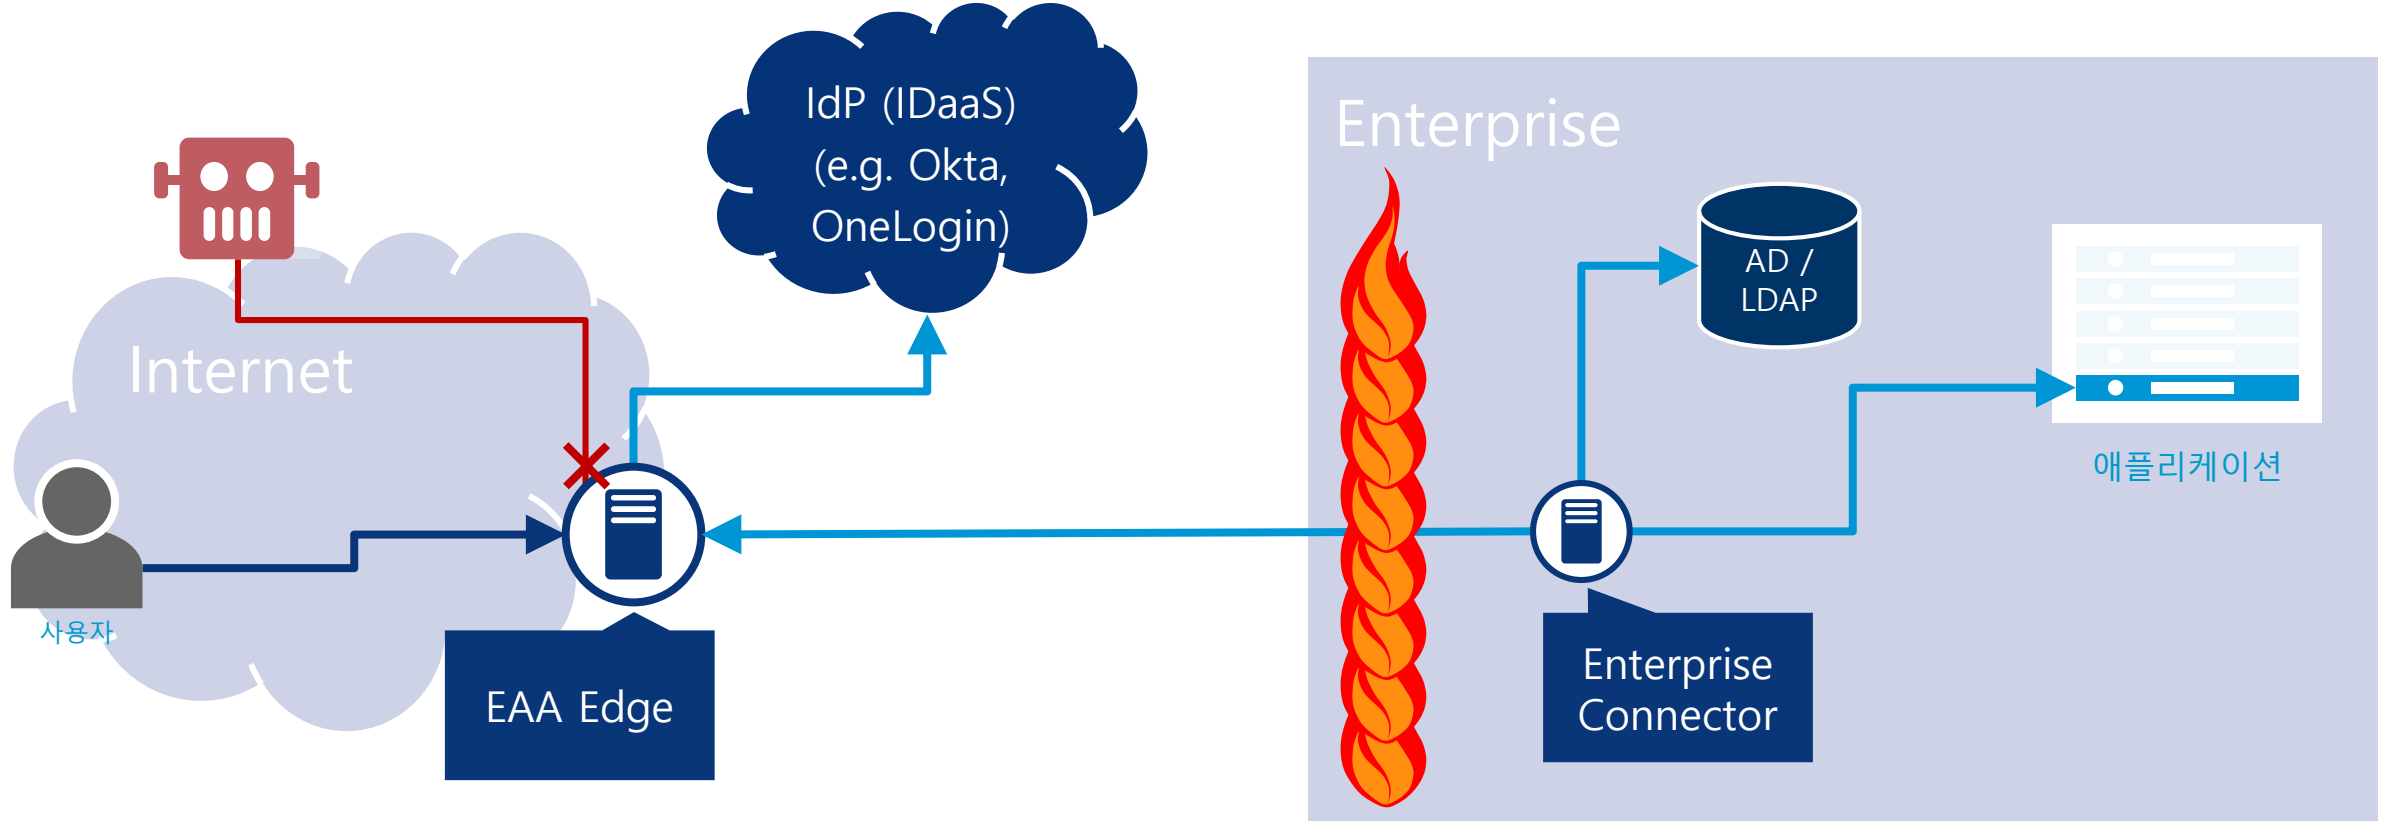 IdP (IDaaS)
(e.g. Okta,
OneLogin)
Enterprise
Internet
AD /
LDAP
애플리케이션
사용자
EAA Edge
Enterprise
Connector